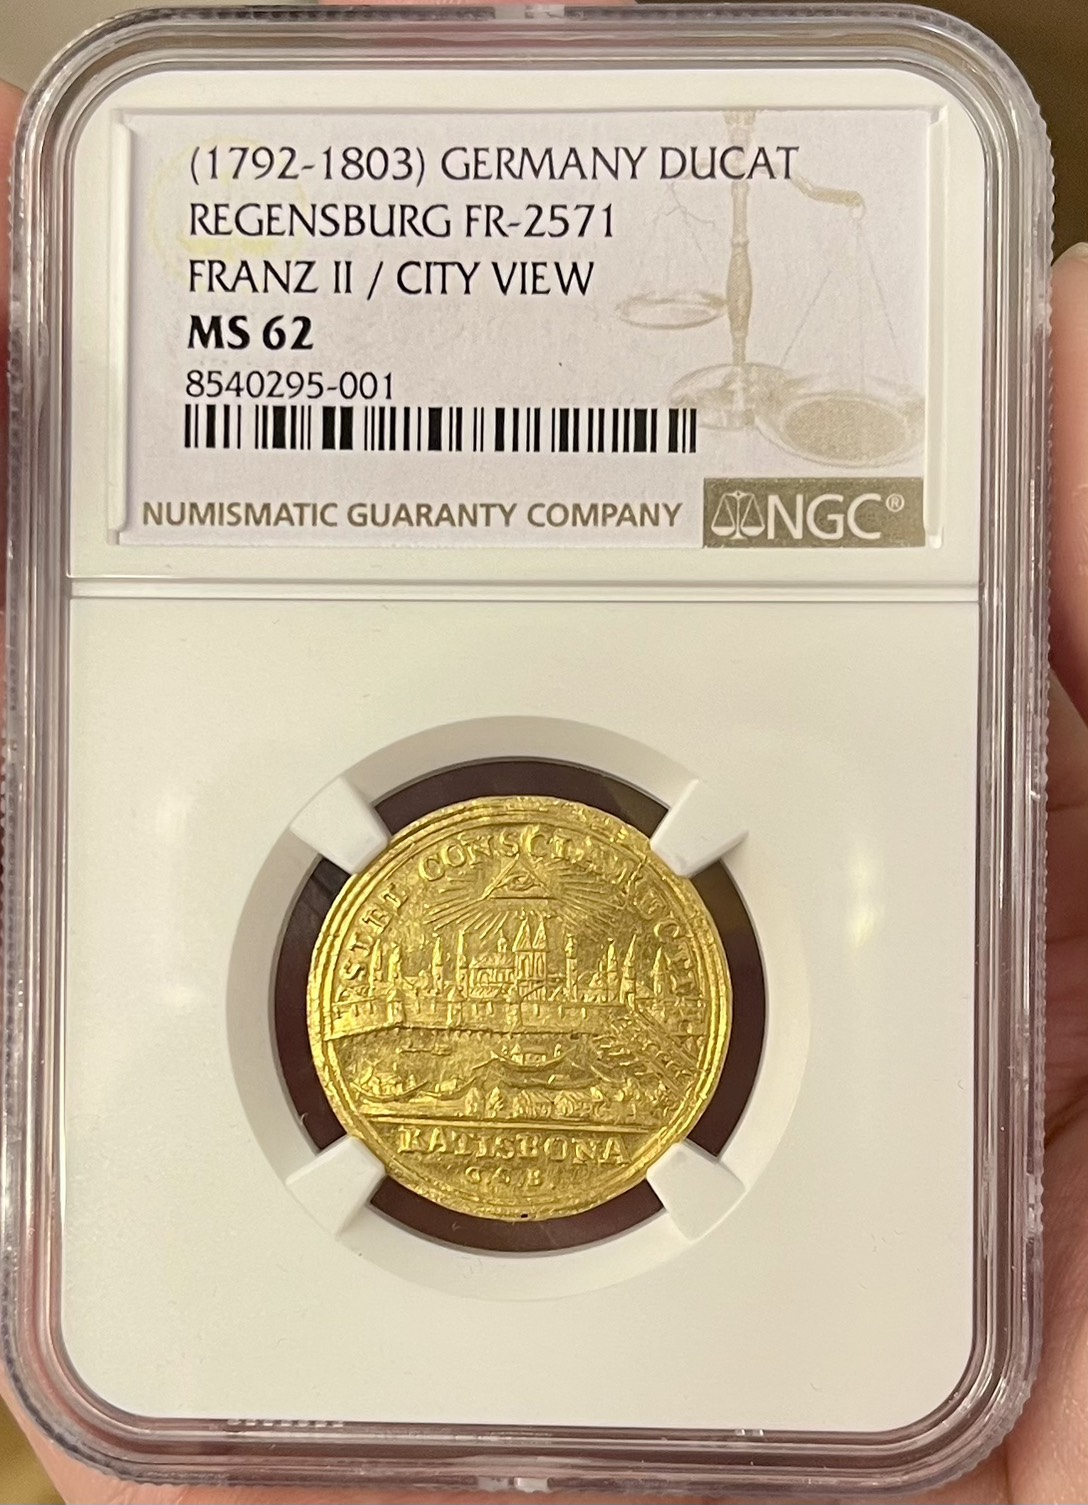 (1792-1803) GERMANY DUCAT
REGENSBURG FR-2571
FRANZ II / CITY VIEW
MS 62
8540295-001
NUMISMATIC GUARANTY COMPANY
NGC®
CONSCLAR
RATISBONA
G.C.B.